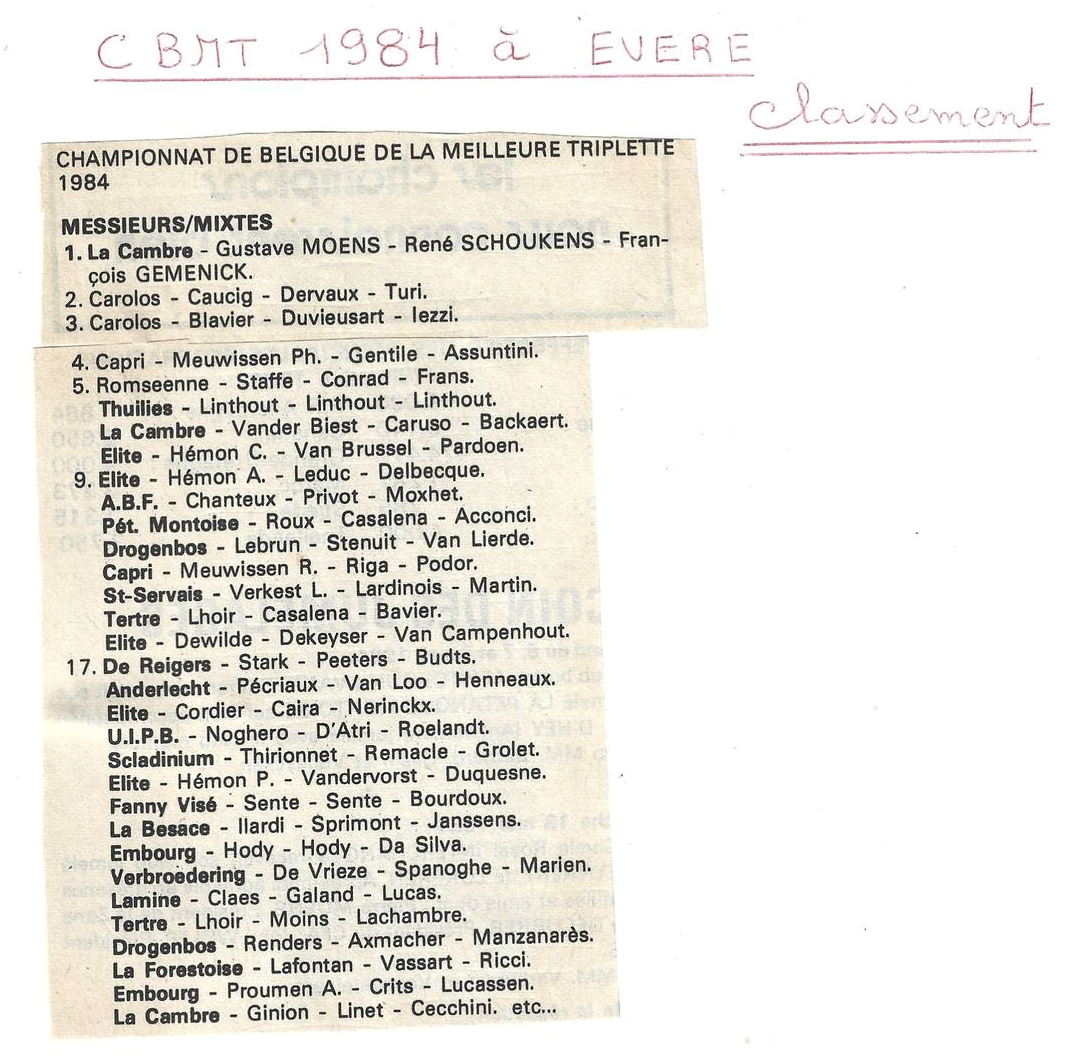 CBMT 1984 à EVERE
classement
CHAMPIONNAT DE BELGIQUE DE LA MEILLEURE TRIPLETTE
1984
MESSIEURS/MIXTES
1. La Cambre - Gustave MOENS - René SCHOUKENS - Fran-
çois GEMENICK.
2. Carolos - Caucig - Dervaux - Turi.
3. Carolos - Blavier - Duvieusart - Iezzi.
4. Capri - Meuwissen Ph. - Gentile - Assuntini.
5. Romseenne - Staffe - Conrad - Frans.
Thuilies - Linthout - Linthout - Linthout.
La Cambre - Vander Biest - Caruso - Backaert.
Elite - Hémon C. - Van Brussel - Pardoen.
9. Elite - Hémon A. - Leduc - Delbecque.
A.B.F. - Chanteux - Privot - Moxhet.
Pét. Montoise - Roux - Casalena - Acconci.
Drogenbos - Lebrun - Stenuit - Van Lierde.
Capri - Meuwissen R. - Riga - Podor.
St-Servais - Verkest L. - Lardinois - Martin.
Tertre - Lhoir - Casalena - Bavier.
Elite - Dewilde - Dekeyser - Van Campenhout.
17. De Reigers - Stark - Peeters - Budts.
Anderlecht - Pécriaux - Van Loo - Henneaux.
Elite - Cordier - Caira - Nerinckx.
U.I.P.B. - Noghero - D'Atri - Roelandt.
Scladinium - Thirionnet - Remacle - Grolet.
Elite - Hémon P. - Vandervorst - Duquesne.
Fanny Visé - Sente - Sente - Bourdoux.
La Besace - Ilardi - Sprimont - Janssens.
Embourg - Hody - Hody - Da Silva.
Verbroedering - De Vrieze - Spanoghe - Marien.
Lamine - Claes - Galand - Lucas.
Tertre - Lhoir - Moins - Lachambre.
Drogenbos - Renders - Axmacher - Manzanarès.
La Forestoise - Lafontan - Vassart - Ricci.
Embourg - Proumen A. - Crits - Lucassen.
La Cambre - Ginion - Linet - Cecchini. etc...